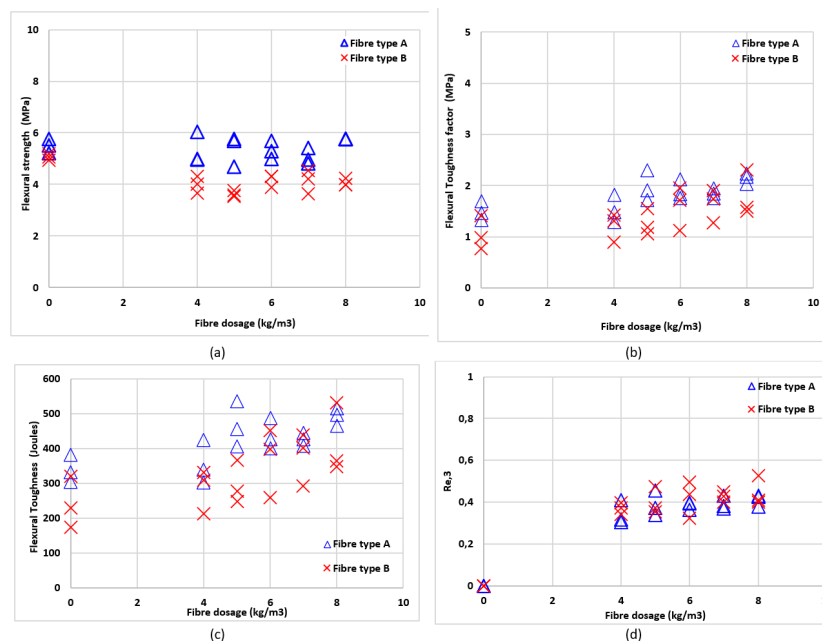 10
8
6
4
2
0
0
2
4
6
8
10
Flexural strength (MPa)
Fibre dosage (kg/m3)
Fibre type A
Fibre type B
(a)
5
4
3
2
1
0
0
2
4
6
8
10
Flexural Toughness factor (MPa)
Fibre dosage (kg/m3)
Fibre type A
Fibre type B
(b)
600
500
400
300
200
100
0
0
2
4
6
8
10
Flexural Toughness (Joules)
Fibre dosage (kg/m3)
Fibre type A
Fibre type B
(c)
1
0,8
0,6
0,4
0,2
0
0
2
4
6
8
10
Re,3
Fibre dosage (kg/m3)
Fibre type A
Fibre type B
(d)